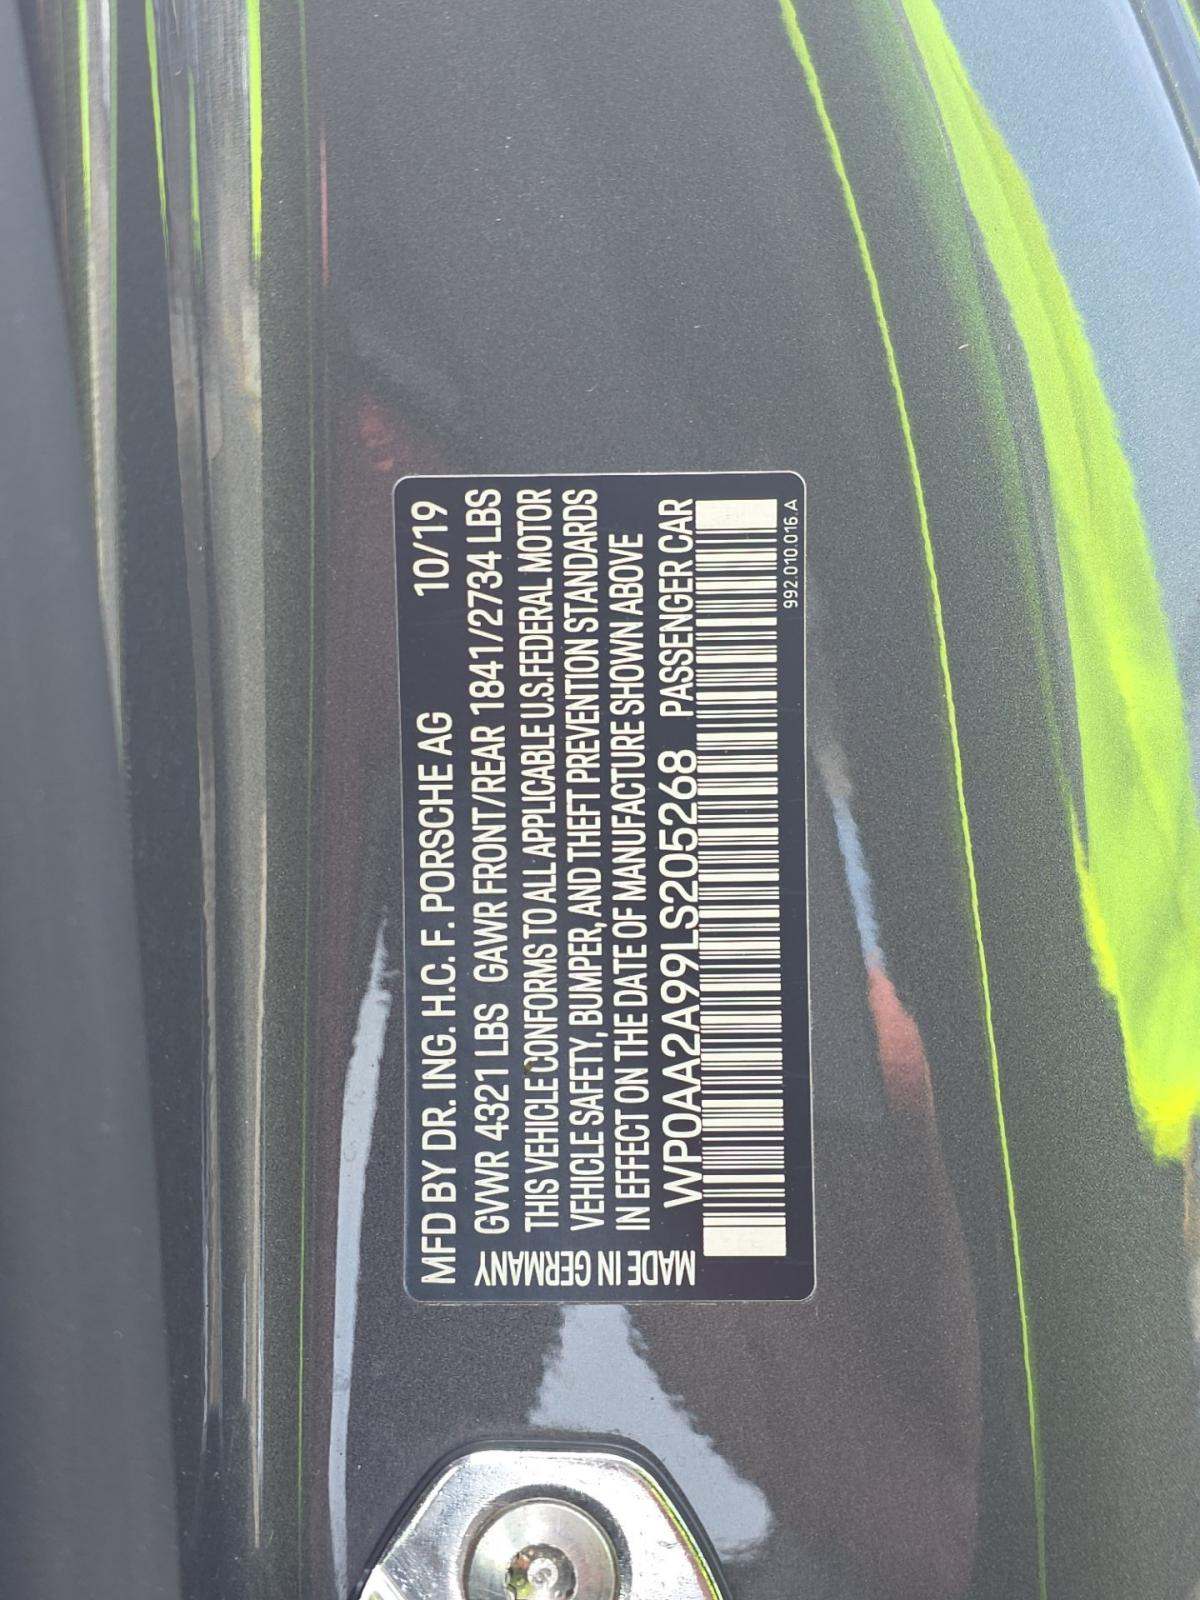 MFD BY DR. ING. H.C. F. PORSCHE AG 10/19
GVWR 4321 LBS GAWR FRONT/REAR 1841/2734 LBS
THIS VEHICLE CONFORMS TO ALL APPLICABLE U.S.FEDERAL MOTOR
VEHICLE SAFETY, BUMPER, AND THEFT PREVENTION STANDARDS
IN EFFECT ON THE DATE OF MANUFACTURE SHOWN ABOVE
WP0AA2A99LS205268 PASSENGER CAR
MADE IN GERMANY
992.010.016.A